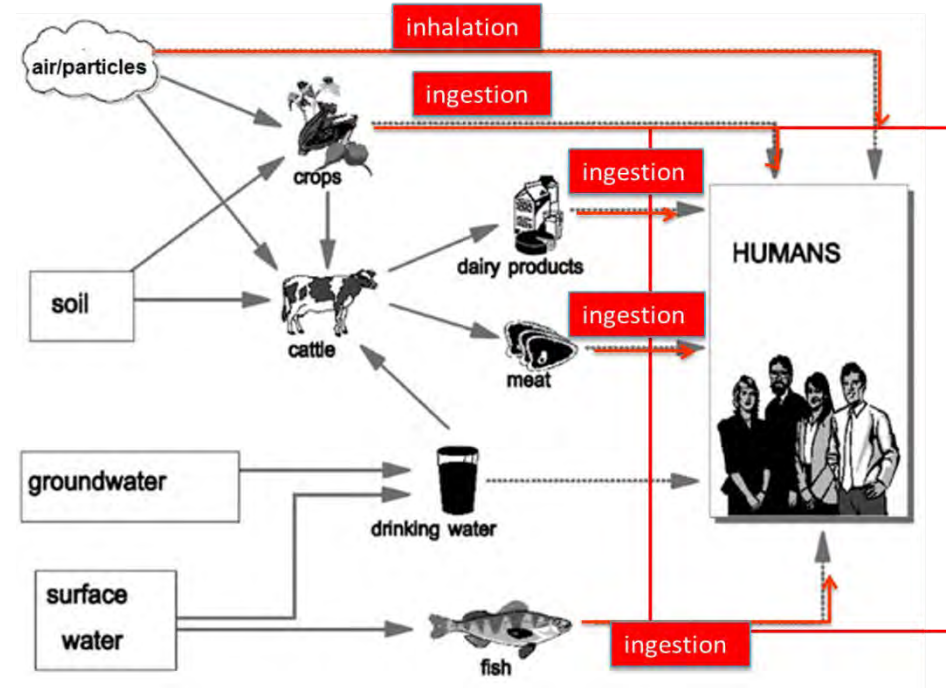 inhalation
air/particles
ingestion
crops
ingestion
dairy products
HUMANS
soil
cattle
ingestion
meat
groundwater
drinking water
surface
water
fish
ingestion